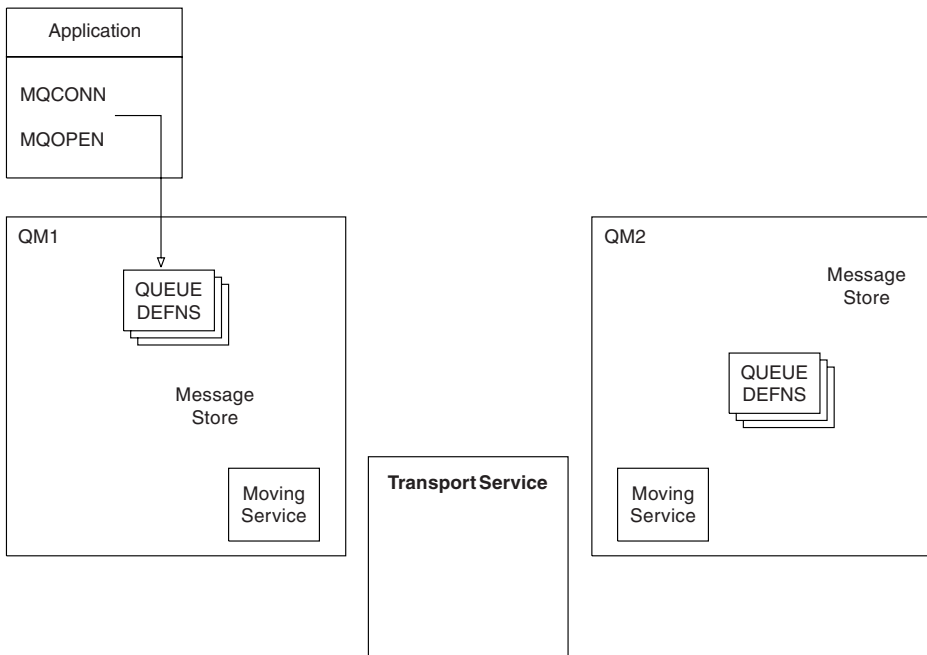 Application
MQCONN
MQOPEN
QM1
QUEUE
DEFNS
Message
Store
Moving
Service
Transport Service
QM2
Message
Store
QUEUE
DEFNS
Moving
Service